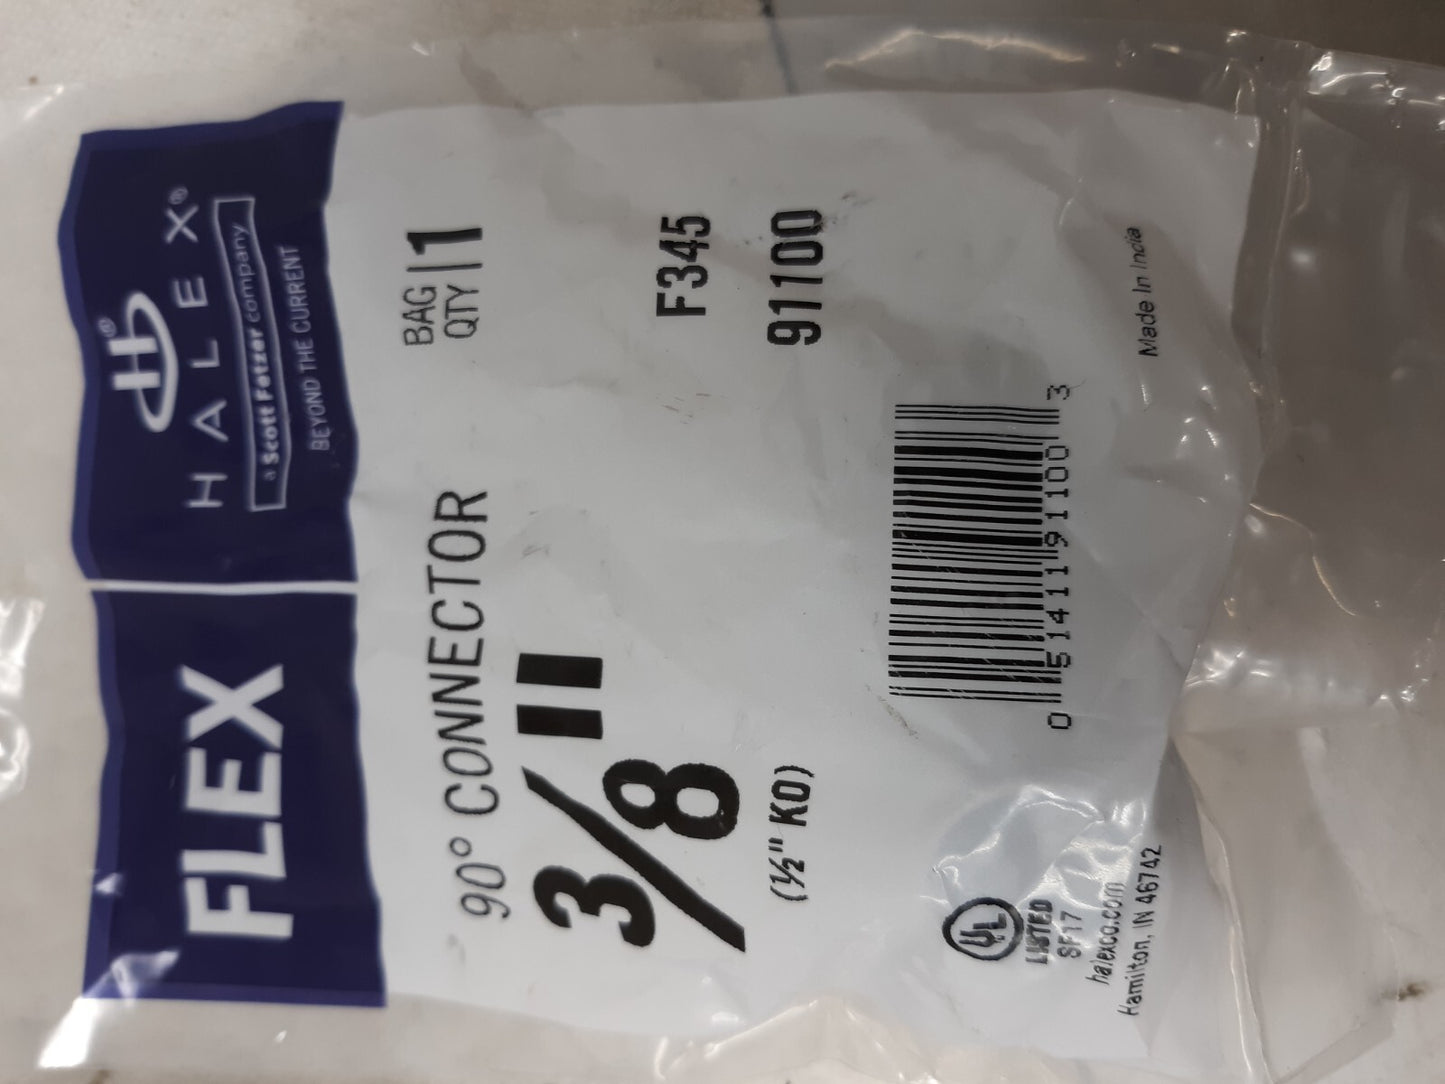 FLEX
H®
HALEX®
a Scott Fetzer company
BEYOND THE CURRENT
90° CONNECTOR
BAG QTY 1
3/8"
(½" KO)
F345
91100
UL
LISTED
SF17
halexco.com
Hamilton, IN 46742
0 51411 91100 3
Made In India